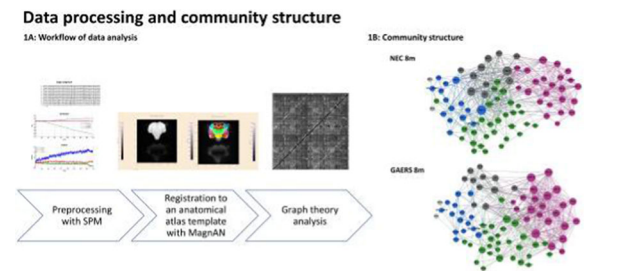 Data processing and community structure
1A: Workflow of data analysis
1B: Community structure
NEC 8m
GAERS 8m
Preprocessing
with SPM
Registration to
an anatomical
atlas template
with MagnAN
Graph theory
analysis